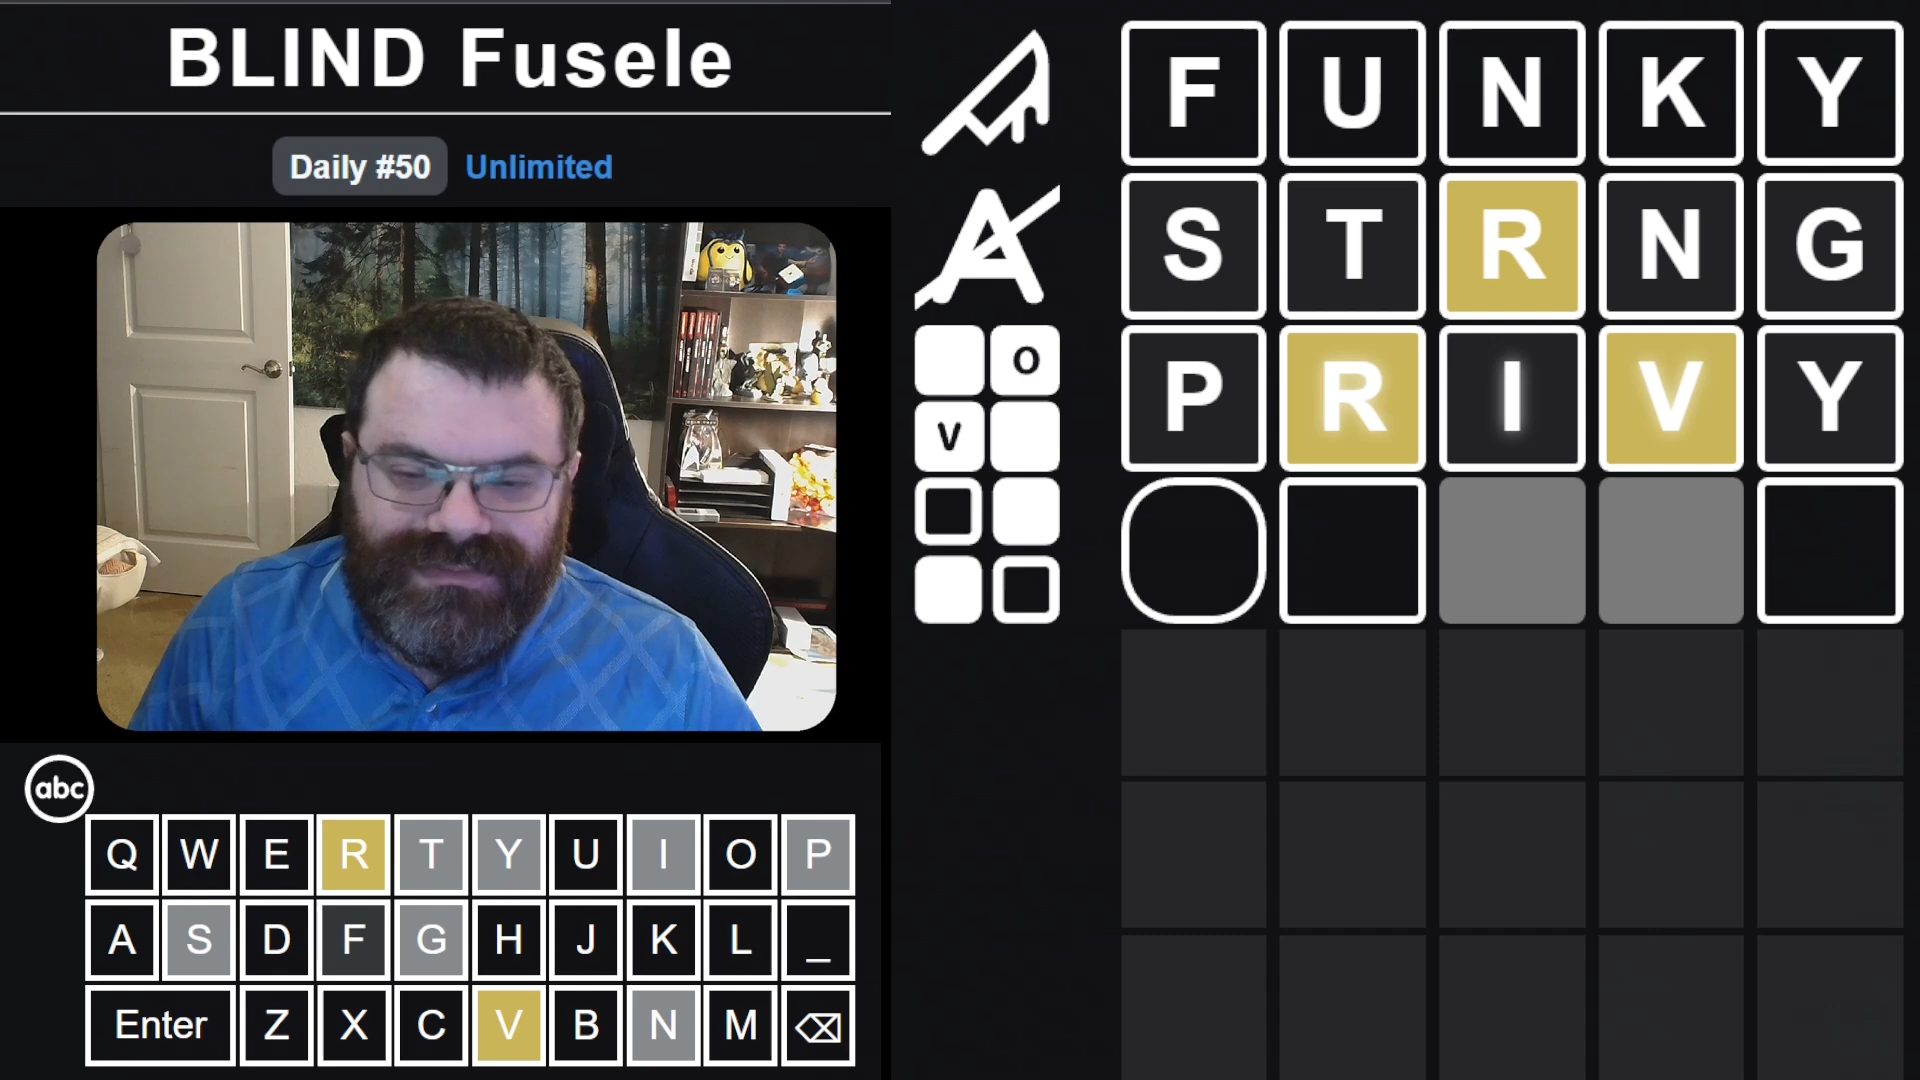 BLIND Fusele
Daily #50 Unlimited
F U N K Y
S T R N G
P R I V Y
O
V
abc
Q W E R T Y U I O P
A S D F G H J K L _
Enter Z X C V B N M ⌫